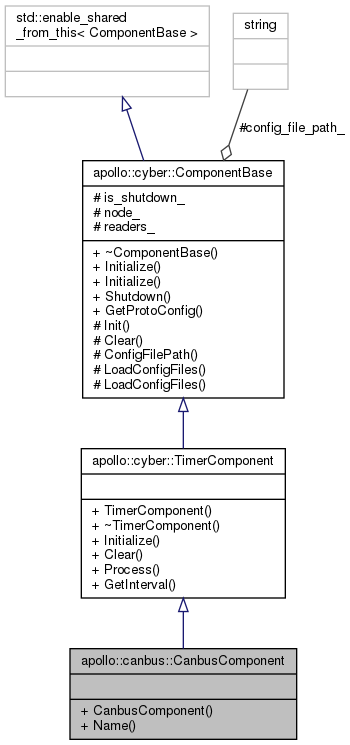 std::enable_shared
_from_this< ComponentBase >
string
#config_file_path_
apollo::cyber::ComponentBase
# is_shutdown_
# node_
# readers_
+ ~ComponentBase()
+ Initialize()
+ Initialize()
+ Shutdown()
+ GetProtoConfig()
# Init()
# Clear()
# ConfigFilePath()
# LoadConfigFiles()
# LoadConfigFiles()
apollo::cyber::TimerComponent
+ TimerComponent()
+ ~TimerComponent()
+ Initialize()
+ Clear()
+ Process()
+ GetInterval()
apollo::canbus::CanbusComponent
+ CanbusComponent()
+ Name()